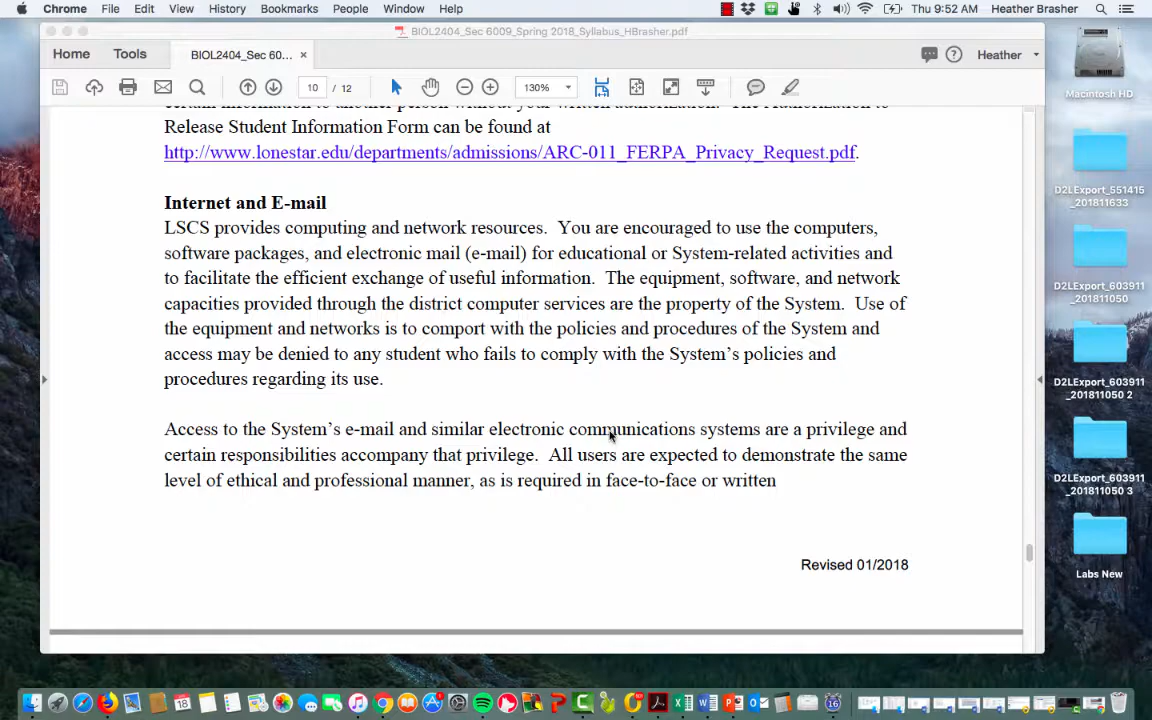 Chrome File Edit View History Bookmarks People Window Help Thu 9:52 AM Heather Brasher
BIOL2404_Sec 6009_Spring 2018_Syllabus_HBrasher.pdf
Home Tools BIOL2404_Sec 60... × Heather
10 / 12 130%
Release Student Information Form can be found at
http://www.lonestar.edu/departments/admissions/ARC-011_FERPA_Privacy_Request.pdf.
Internet and E-mail
LSCS provides computing and network resources. You are encouraged to use the computers,
software packages, and electronic mail (e-mail) for educational or System-related activities and
to facilitate the efficient exchange of useful information. The equipment, software, and network
capacities provided through the district computer services are the property of the System. Use of
the equipment and networks is to comport with the policies and procedures of the System and
access may be denied to any student who fails to comply with the System's policies and
procedures regarding its use.
Access to the System's e-mail and similar electronic communications systems are a privilege and
certain responsibilities accompany that privilege. All users are expected to demonstrate the same
level of ethical and professional manner, as is required in face-to-face or written
Revised 01/2018
Macintosh HD
D2LExport_551415
_201811633
D2LExport_603911
_201811050
D2LExport_603911
_201811050 2
D2LExport_603911
_201811050 3
Labs New